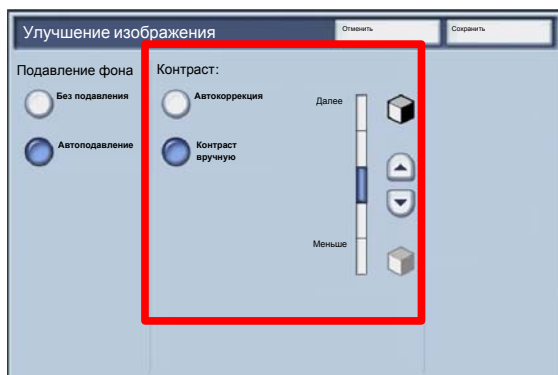 Улучшение изображения
Отменить
Сохранить
Подавление фона
Контраст:
Без подавления
Автокоррекция
Далее
Автоподавление
Контраст
вручную
Меньше